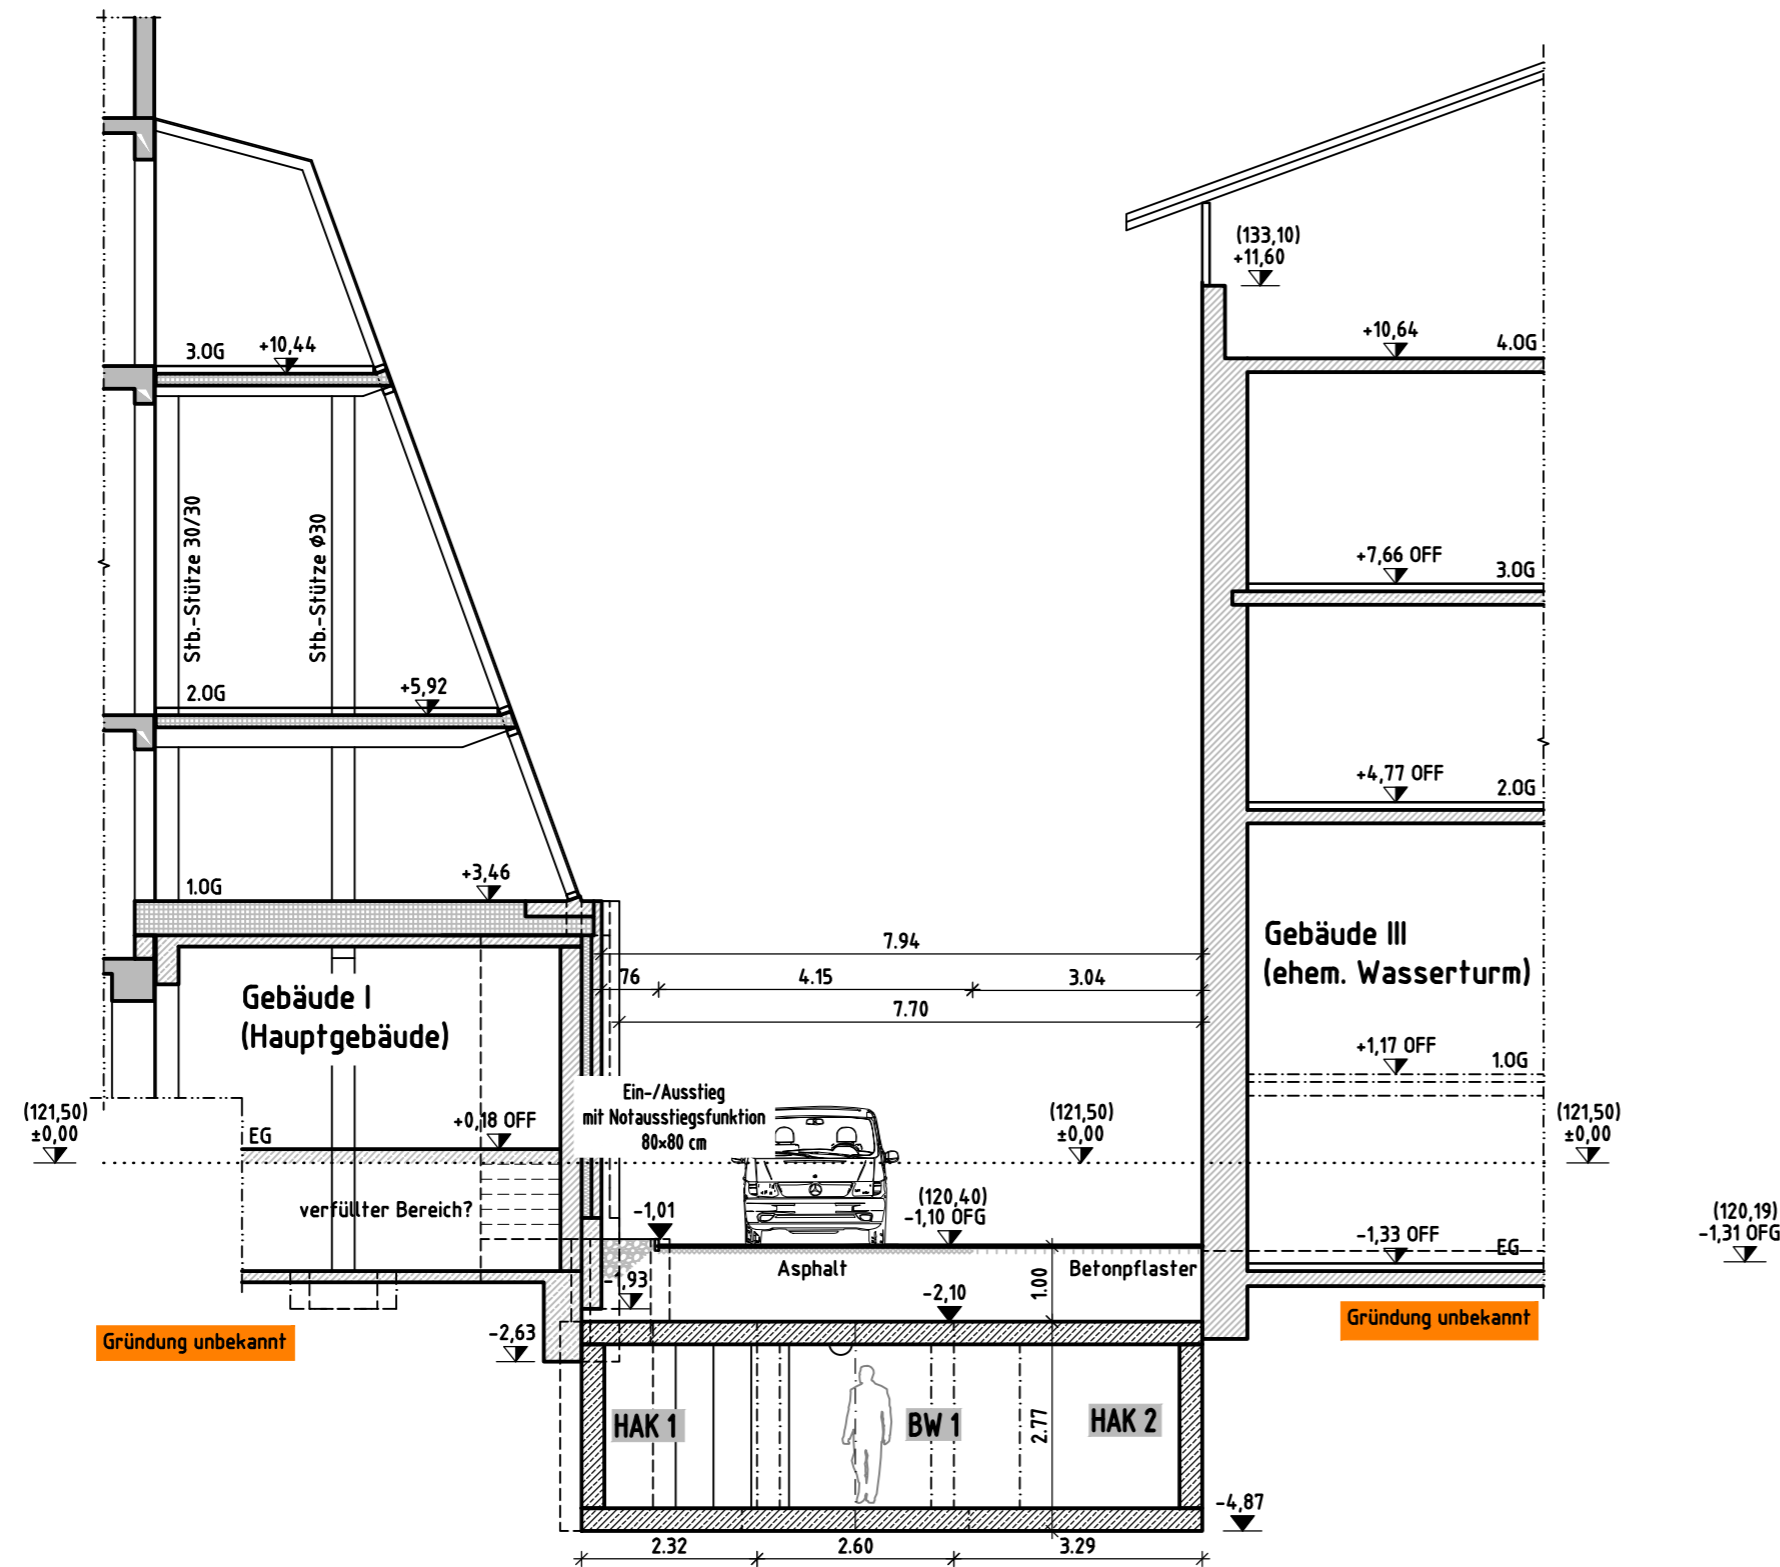 (133,10)
+11,60
3.OG
+10,44
+10,64
4.OG
Stb.-Stütze 30/30
Stb.-Stütze Ø30
+7,66 OFF
3.OG
2.OG
+5,92
+4,77 OFF
2.OG
1.OG
+3,46
7.94
76
4.15
3.04
7.70
Gebäude I
(Hauptgebäude)
Gebäude III
(ehem. Wasserturm)
+1,17 OFF
1.OG
Ein-/Ausstieg
mit Notausstiegsfunktion
80x80 cm
(121,50)
±0,00
EG
+0,18 OFF
(121,50)
±0,00
(121,50)
±0,00
verfüllter Bereich?
-1,01
(120,40)
-1,10 OFG
-1,33 OFF
EG
(120,19)
-1,31 OFG
Asphalt
Betonpflaster
-1,93
1.00
-2,10
Gründung unbekannt
-2,63
Gründung unbekannt
HAK 1
BW 1
HAK 2
2.77
-4,87
2.32
2.60
3.29